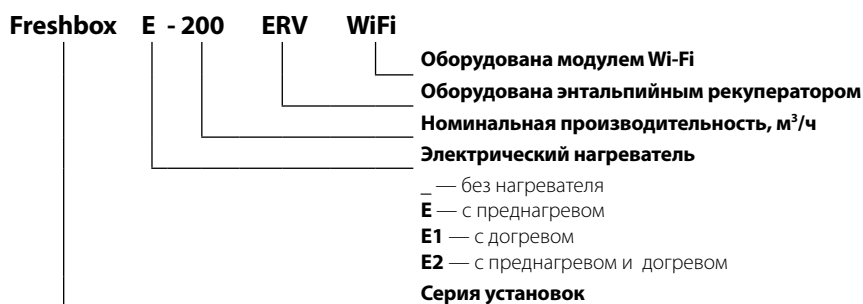 Freshbox E - 200 ERV WiFi
Оборудована модулем Wi-Fi
Оборудована энтальпийным рекуператором
Номинальная производительность, м³/ч
Электрический нагреватель
_ — без нагревателя
E — с преднагревом
E1 — с догревом
E2 — с преднагревом и догревом
Серия установок